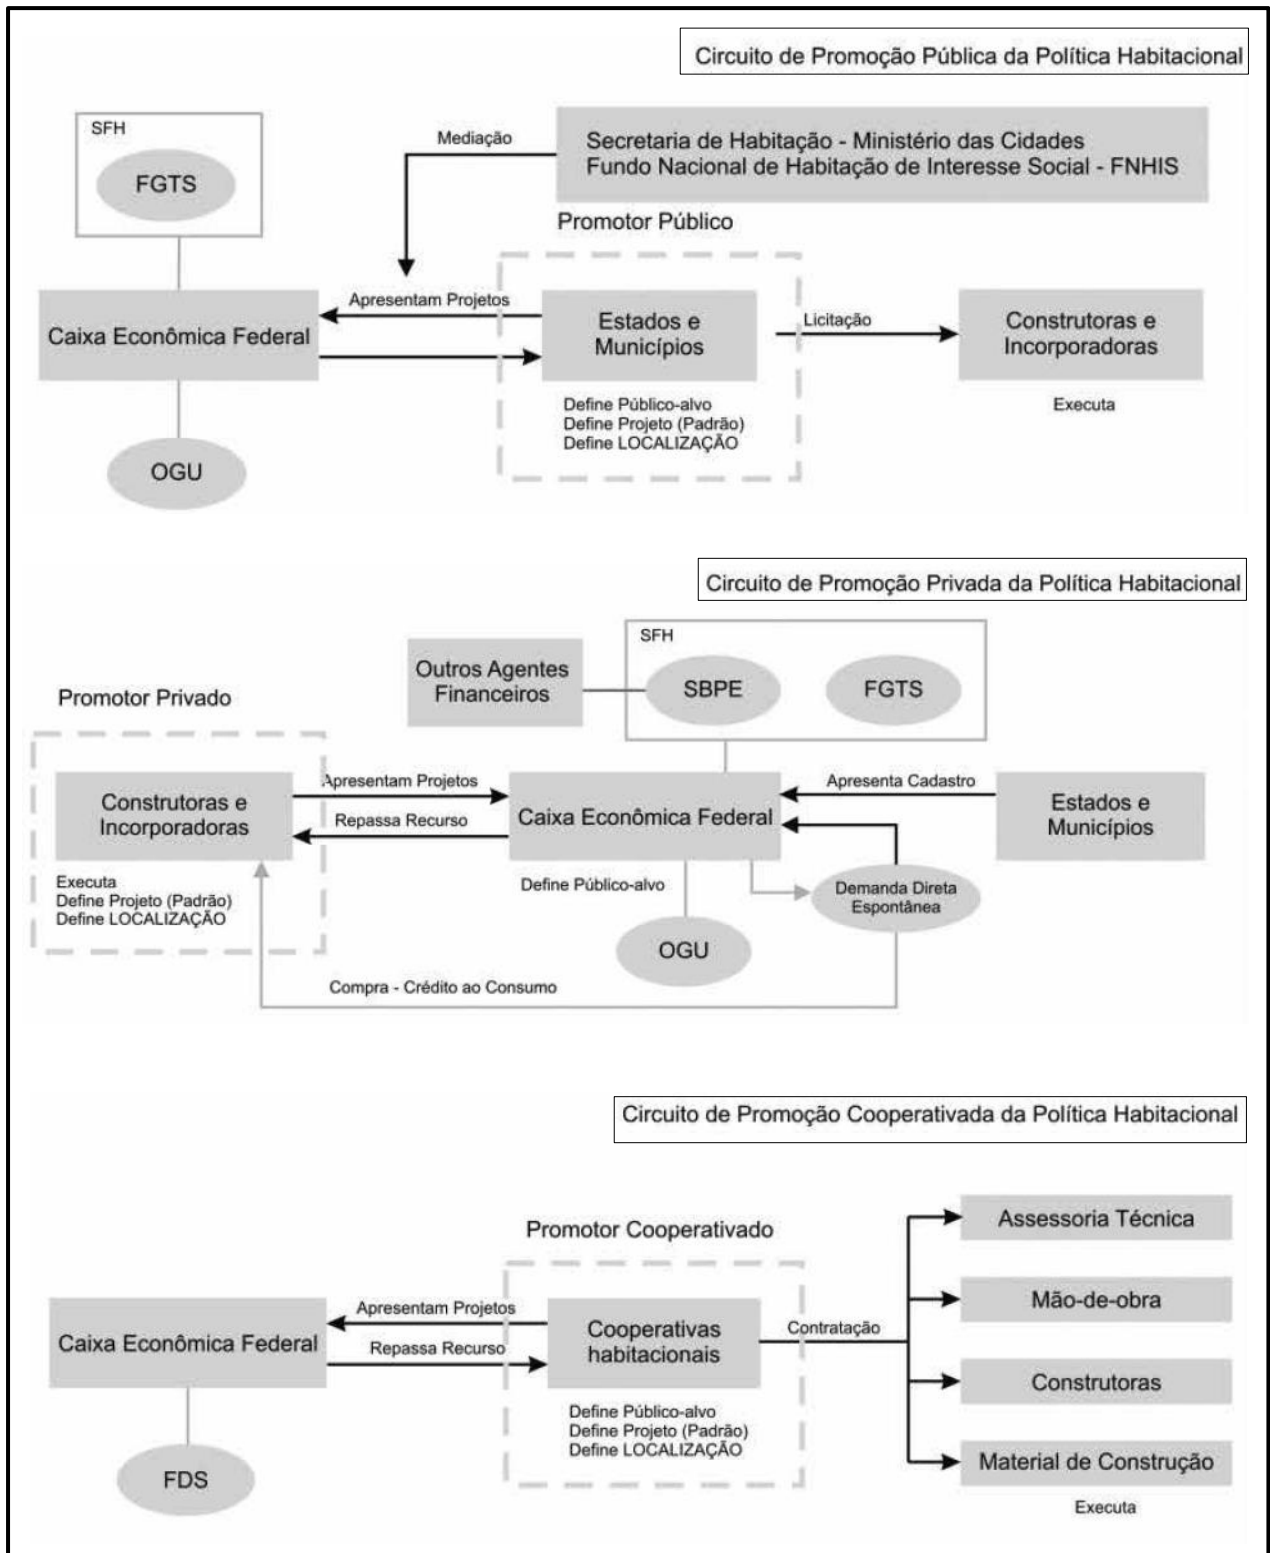 Circuito de Promoção Pública da Política Habitacional
SFH
FGTS
Mediação
Secretaria de Habitação - Ministério das Cidades
Fundo Nacional de Habitação de Interesse Social - FNHIS
Promotor Público
Caixa Econômica Federal
Apresentam Projetos
Estados e
Municípios
Licitação
Construtoras e
Incorporadoras
Define Público-alvo
Define Projeto (Padrão)
Define LOCALIZAÇÃO
Executa
OGU
Circuito de Promoção Privada da Política Habitacional
SFH
Outros Agentes
Financeiros
SBPE
FGTS
Promotor Privado
Construtoras e
Incorporadoras
Apresentam Projetos
Repassa Recurso
Caixa Econômica Federal
Apresenta Cadastro
Estados e
Municípios
Executa
Define Projeto (Padrão)
Define LOCALIZAÇÃO
Define Público-alvo
Demanda Direta
Espontânea
OGU
Compra - Crédito ao Consumo
Circuito de Promoção Cooperativada da Política Habitacional
Promotor Cooperativado
Assessoria Técnica
Mão-de-obra
Caixa Econômica Federal
Apresentam Projetos
Repassa Recurso
Cooperativas
habitacionais
Contratação
Construtoras
Define Público-alvo
Define Projeto (Padrão)
Define LOCALIZAÇÃO
Material de Construção
FDS
Executa